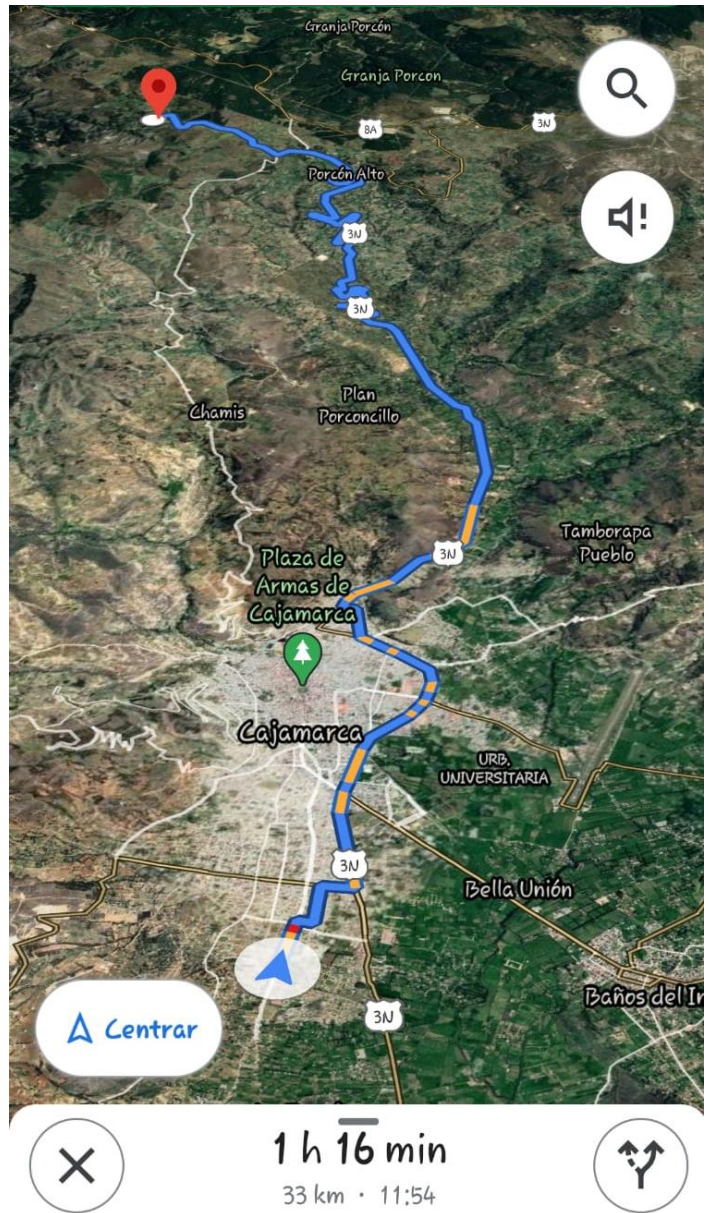 Granja Porcón
Granja Porcon
8A
3N
Porcón Alto
3N
3N
Chamis
Plan
Porconcillo
3N
Tamborapa
Pueblo
Plaza de
Armas de
Cajamarca
Cajamarca
URB.
UNIVERSITARIA
3N
Bella Unión
Baños del In
3N
Centrar
1 h 16 min
33 km · 11:54